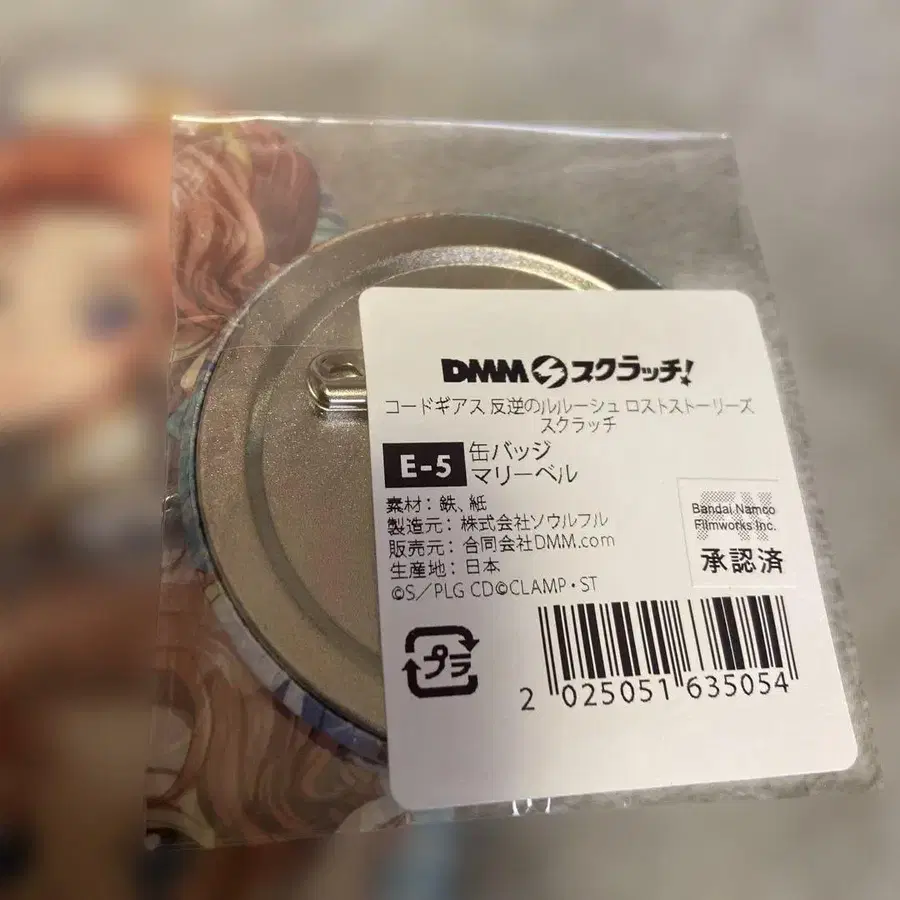 DMM スクラッチ!
コードギアス 反逆のルルーシュ ロストストーリーズ
スクラッチ
E-5 缶バッジ
マリーベル
素材：鉄、紙
製造元：株式会社ソウルフル
販売元：合同会社DMM.com
生産地：日本
©S／PLG CD©CLAMP・ST
Bandai Namco
Filmworks Inc.
承認済
プラ
2 025051 635054